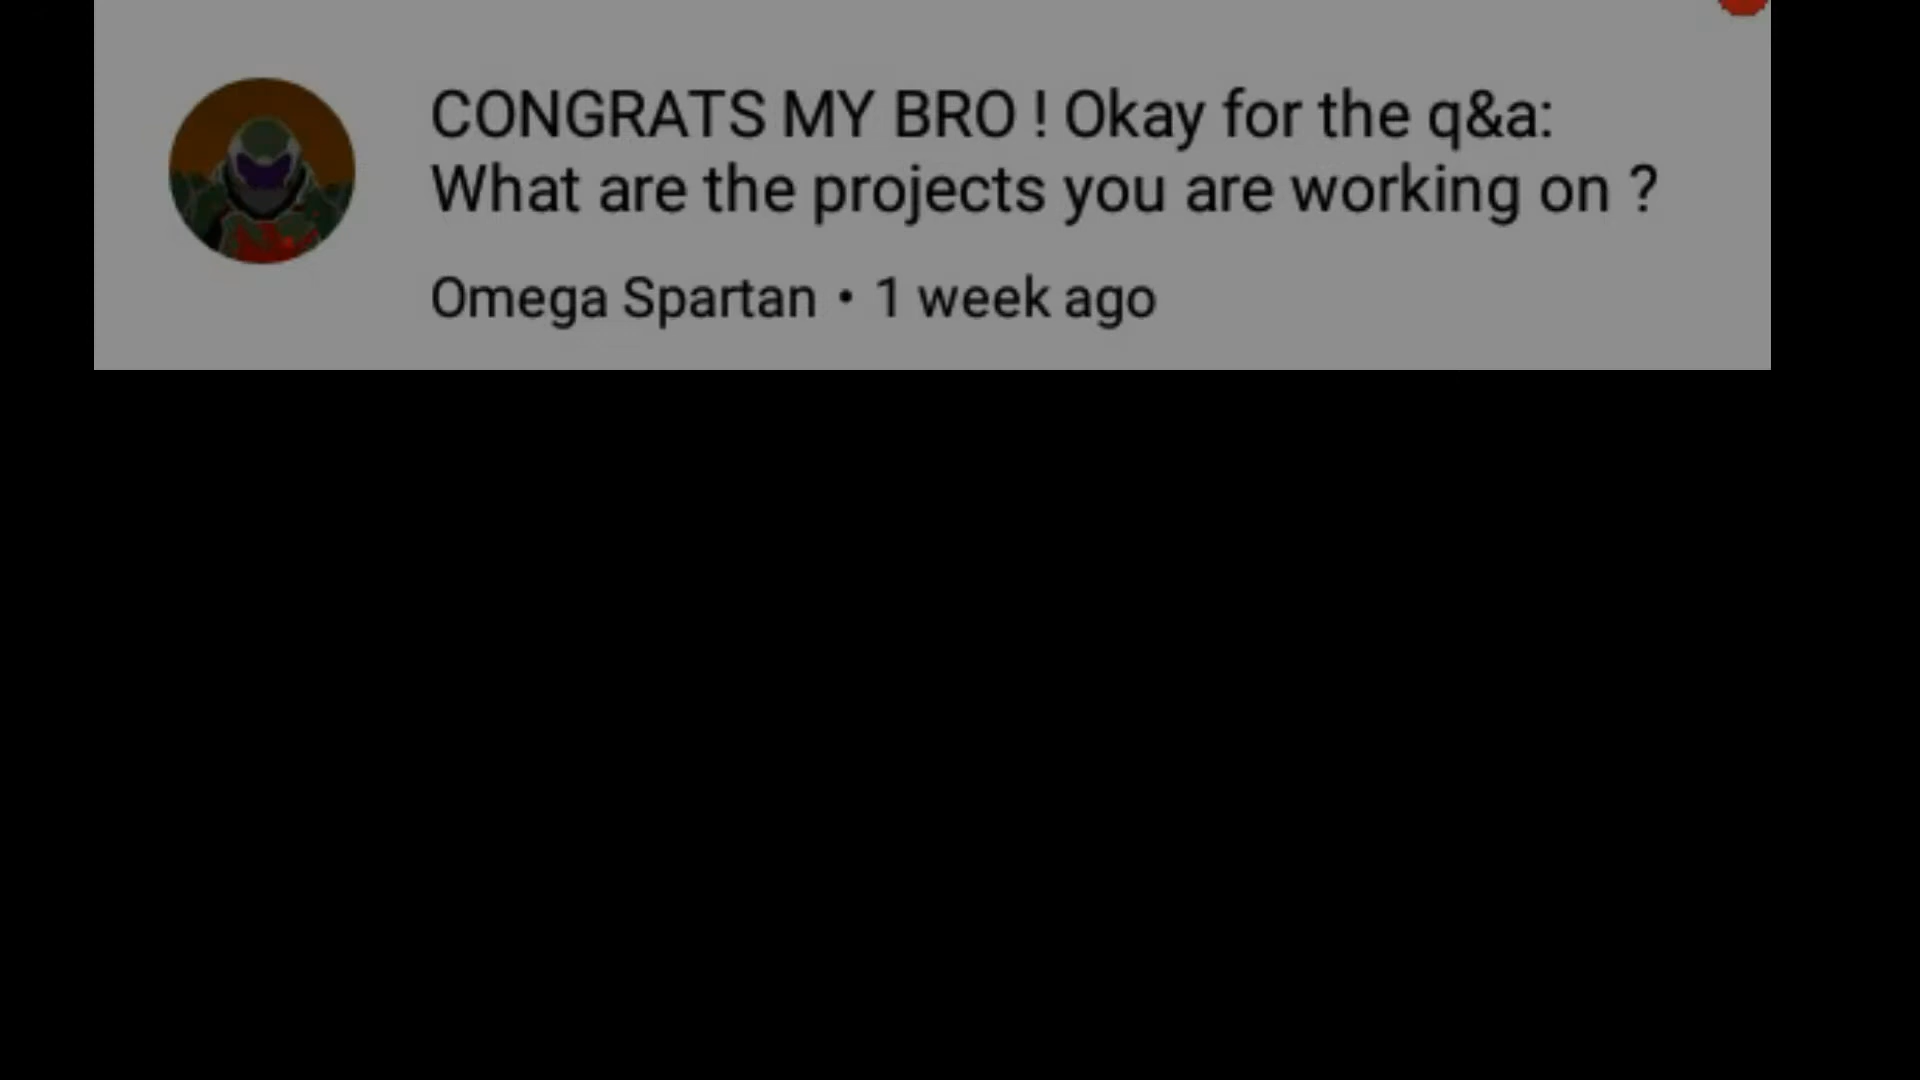 CONGRATS MY BRO ! Okay for the q&a:
What are the projects you are working on ?
Omega Spartan • 1 week ago